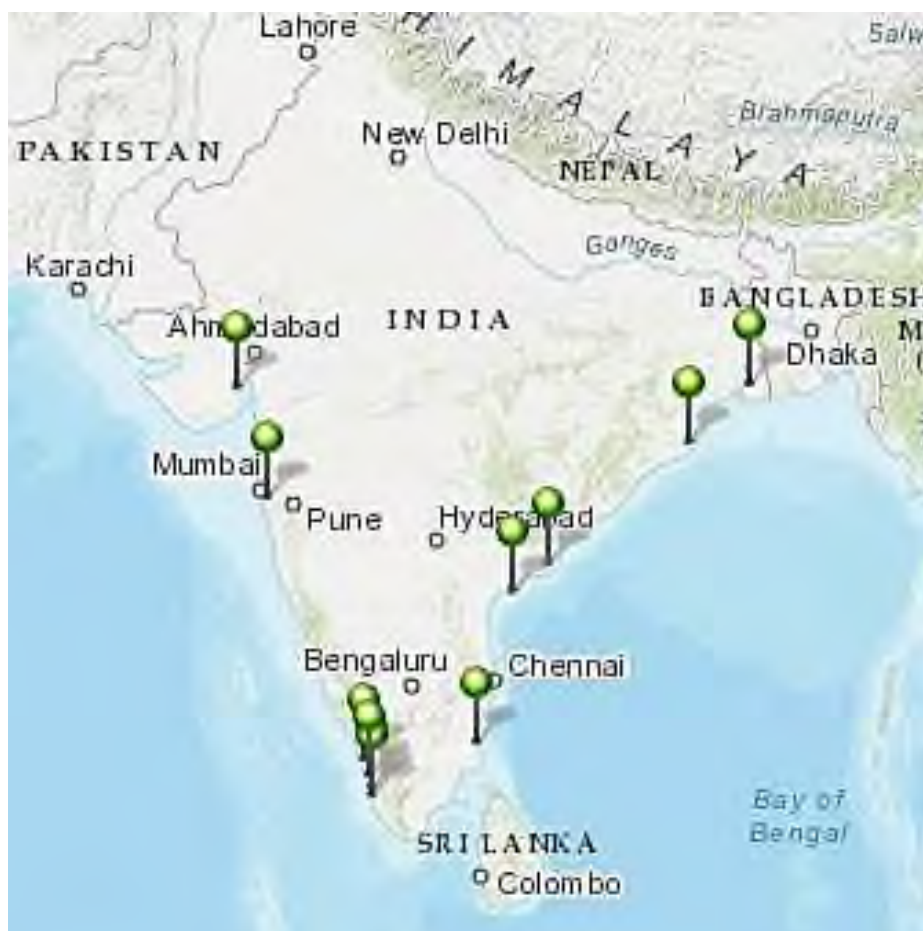 Lahore
HIMALAYA
Salw
Brahmaputra
New Delhi
PAKISTAN
NEPAL
Ganges
Karachi
BANGLADESH
Ahmedabad
INDIA
M
Dhaka
Mumbai
Pune
Hyderabad
Bengaluru
Chennai
Bay of
Bengal
SRI LANKA
Colombo